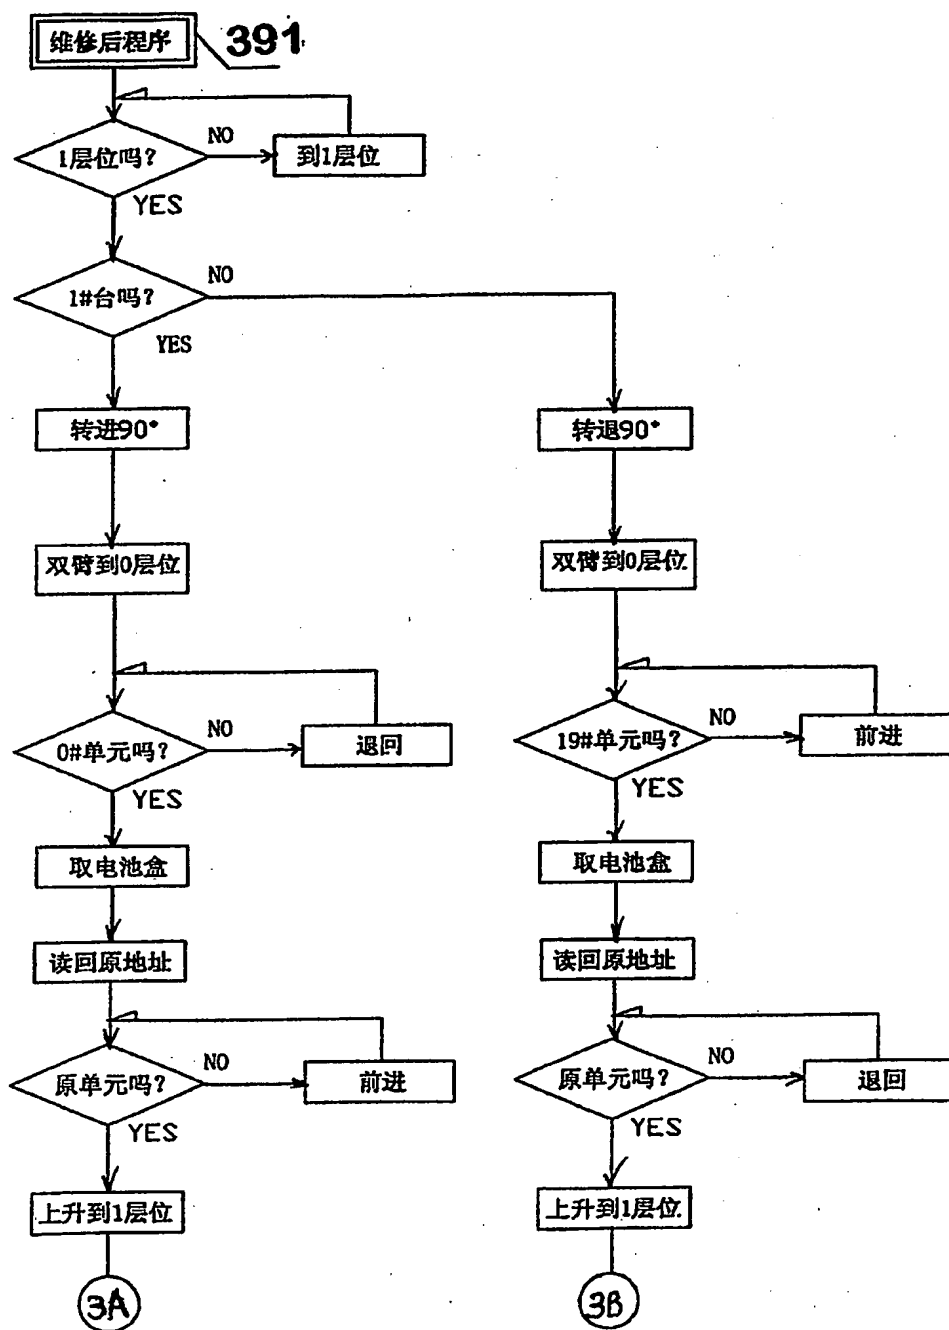 维修后程序
391
1层位吗?
NO
到1层位
YES
1#台吗?
NO
YES
转进90°
转退90°
双臂到0层位
双臂到0层位
0#单元吗?
NO
退回
YES
19#单元吗?
NO
前进
YES
取电池盒
取电池盒
读回原地址
读回原地址
原单元吗?
NO
前进
YES
原单元吗?
NO
退回
YES
上升到1层位
上升到1层位
3A
3B